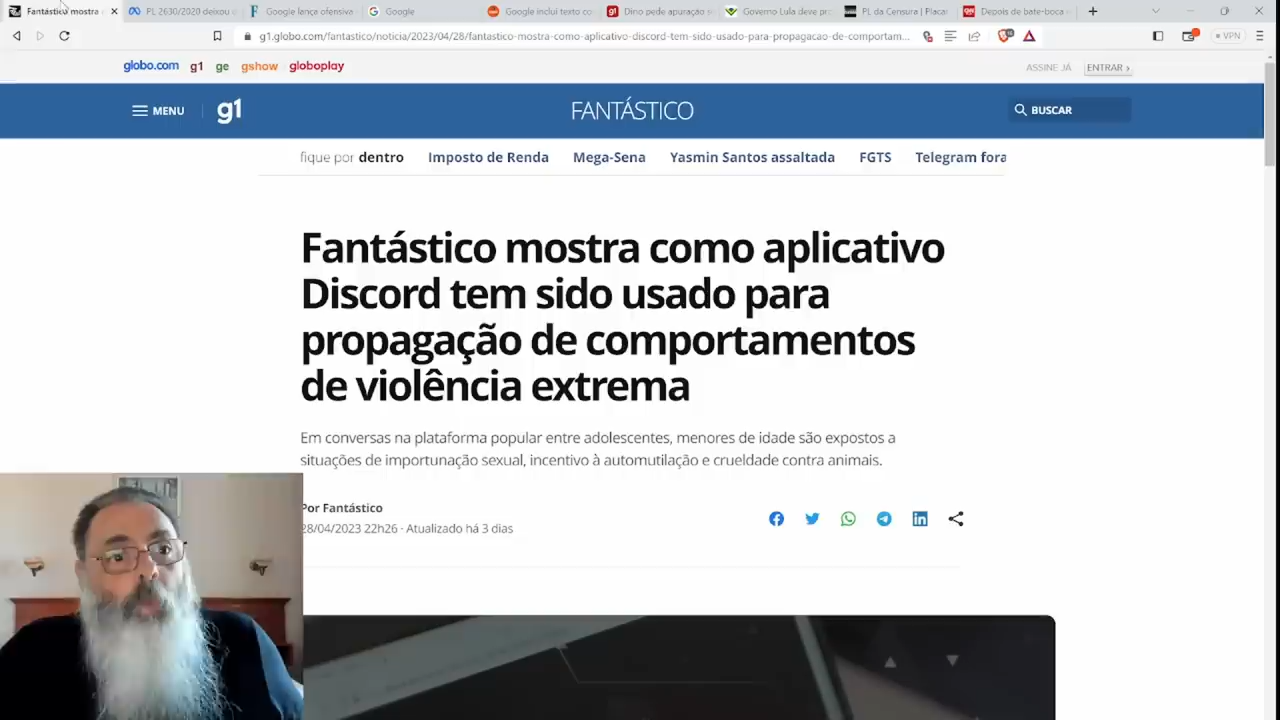 Fantástico mostra
PL 2630/2020 deixou
Google lança ofensiva
Google
Google inclui texto co
Dino pede apuração s
Governo Lula deve pr
PL da Censura | Placar
Depois de bate-boca
g1.globo.com/fantastico/noticia/2023/04/28/fantastico-mostra-como-aplicativo-discord-tem-sido-usado-para-propagacao-de-comportam...
VPN
globo.com g1 ge gshow globoplay
ASSINE JÁ ENTRAR ›
MENU g1 FANTÁSTICO BUSCAR
fique por dentro Imposto de Renda Mega-Sena Yasmin Santos assaltada FGTS Telegram fora
Fantástico mostra como aplicativo
Discord tem sido usado para
propagação de comportamentos
de violência extrema
Em conversas na plataforma popular entre adolescentes, menores de idade são expostos a
situações de importunação sexual, incentivo à automutilação e crueldade contra animais.
Por Fantástico
28/04/2023 22h26 · Atualizado há 3 dias